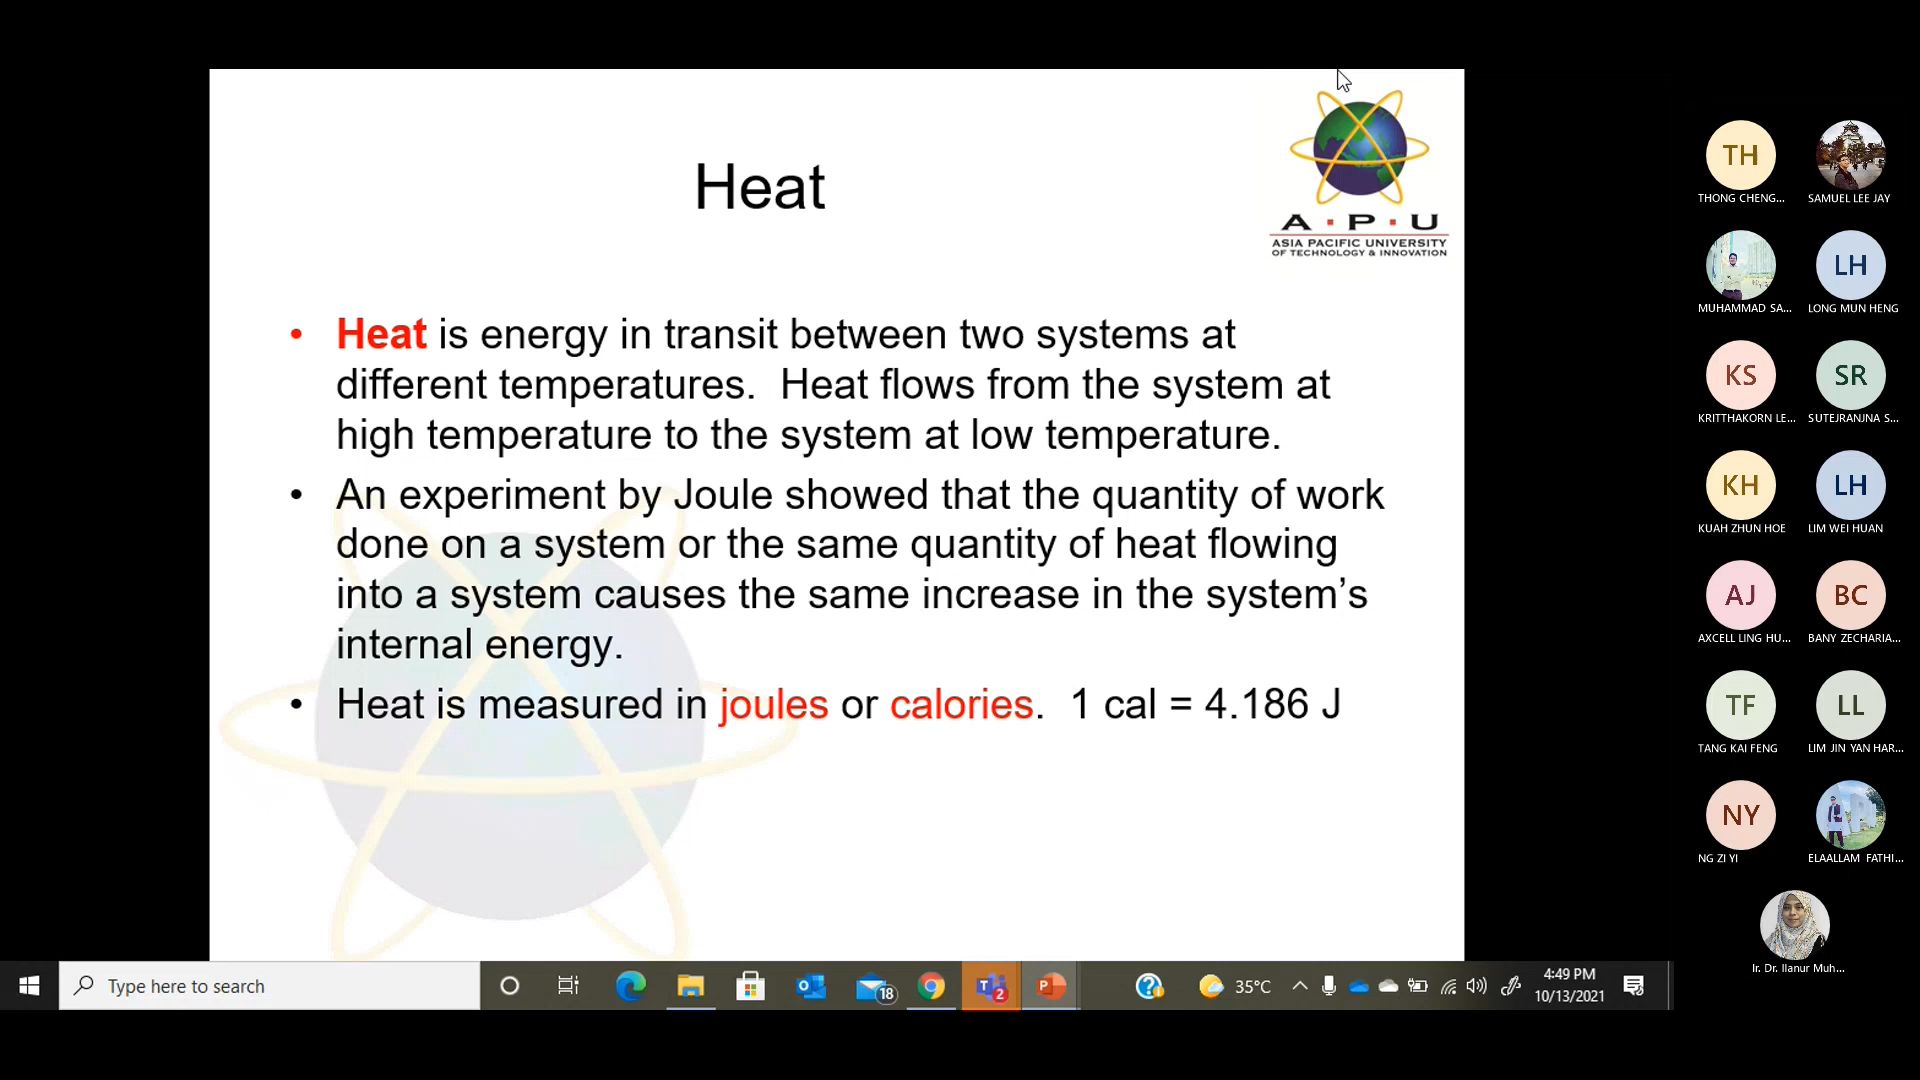 Heat
A·P·U
ASIA PACIFIC UNIVERSITY
OF TECHNOLOGY & INNOVATION
• Heat is energy in transit between two systems at
different temperatures. Heat flows from the system at
high temperature to the system at low temperature.
• An experiment by Joule showed that the quantity of work
done on a system or the same quantity of heat flowing
into a system causes the same increase in the system’s
internal energy.
• Heat is measured in joules or calories. 1 cal = 4.186 J
TH
THONG CHENG...
SAMUEL LEE JAY
MUHAMMAD SA...
LH
LONG MUN HENG
KS
KRITTHAKORN LE...
SR
SUTEJRANJNA S...
KH
KUAH ZHUN HOE
LH
LIM WEI HUAN
AJ
AXCELL LING HU...
BC
BANY ZECHARIA...
TF
TANG KAI FENG
LL
LIM JIN YAN HAR...
NY
NG ZI YI
ELAALLAM FATHI...
Ir. Dr. Ilanur Muh...
Type here to search
18
2
35°C
4:49 PM
10/13/2021